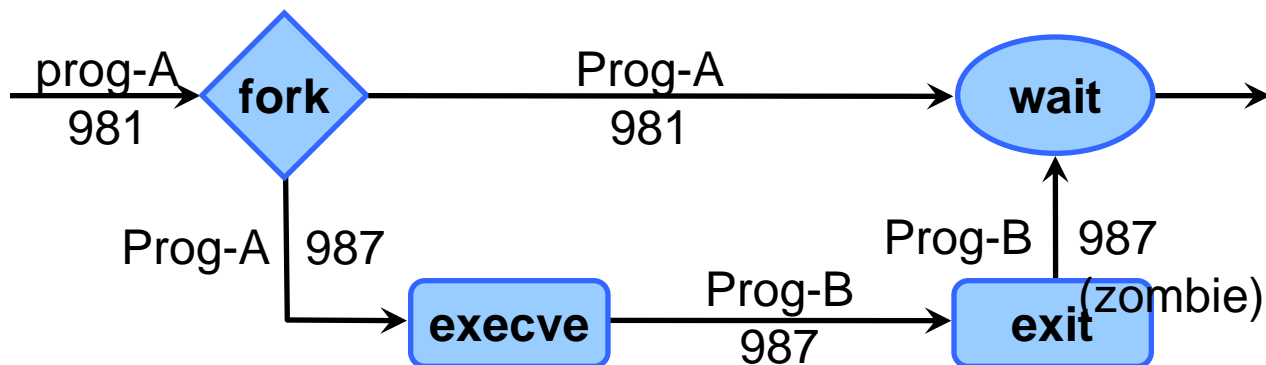 prog-A
981
fork
Prog-A
981
wait
Prog-A 987
execve
Prog-B
987
Prog-B 987
(zombie)
exit